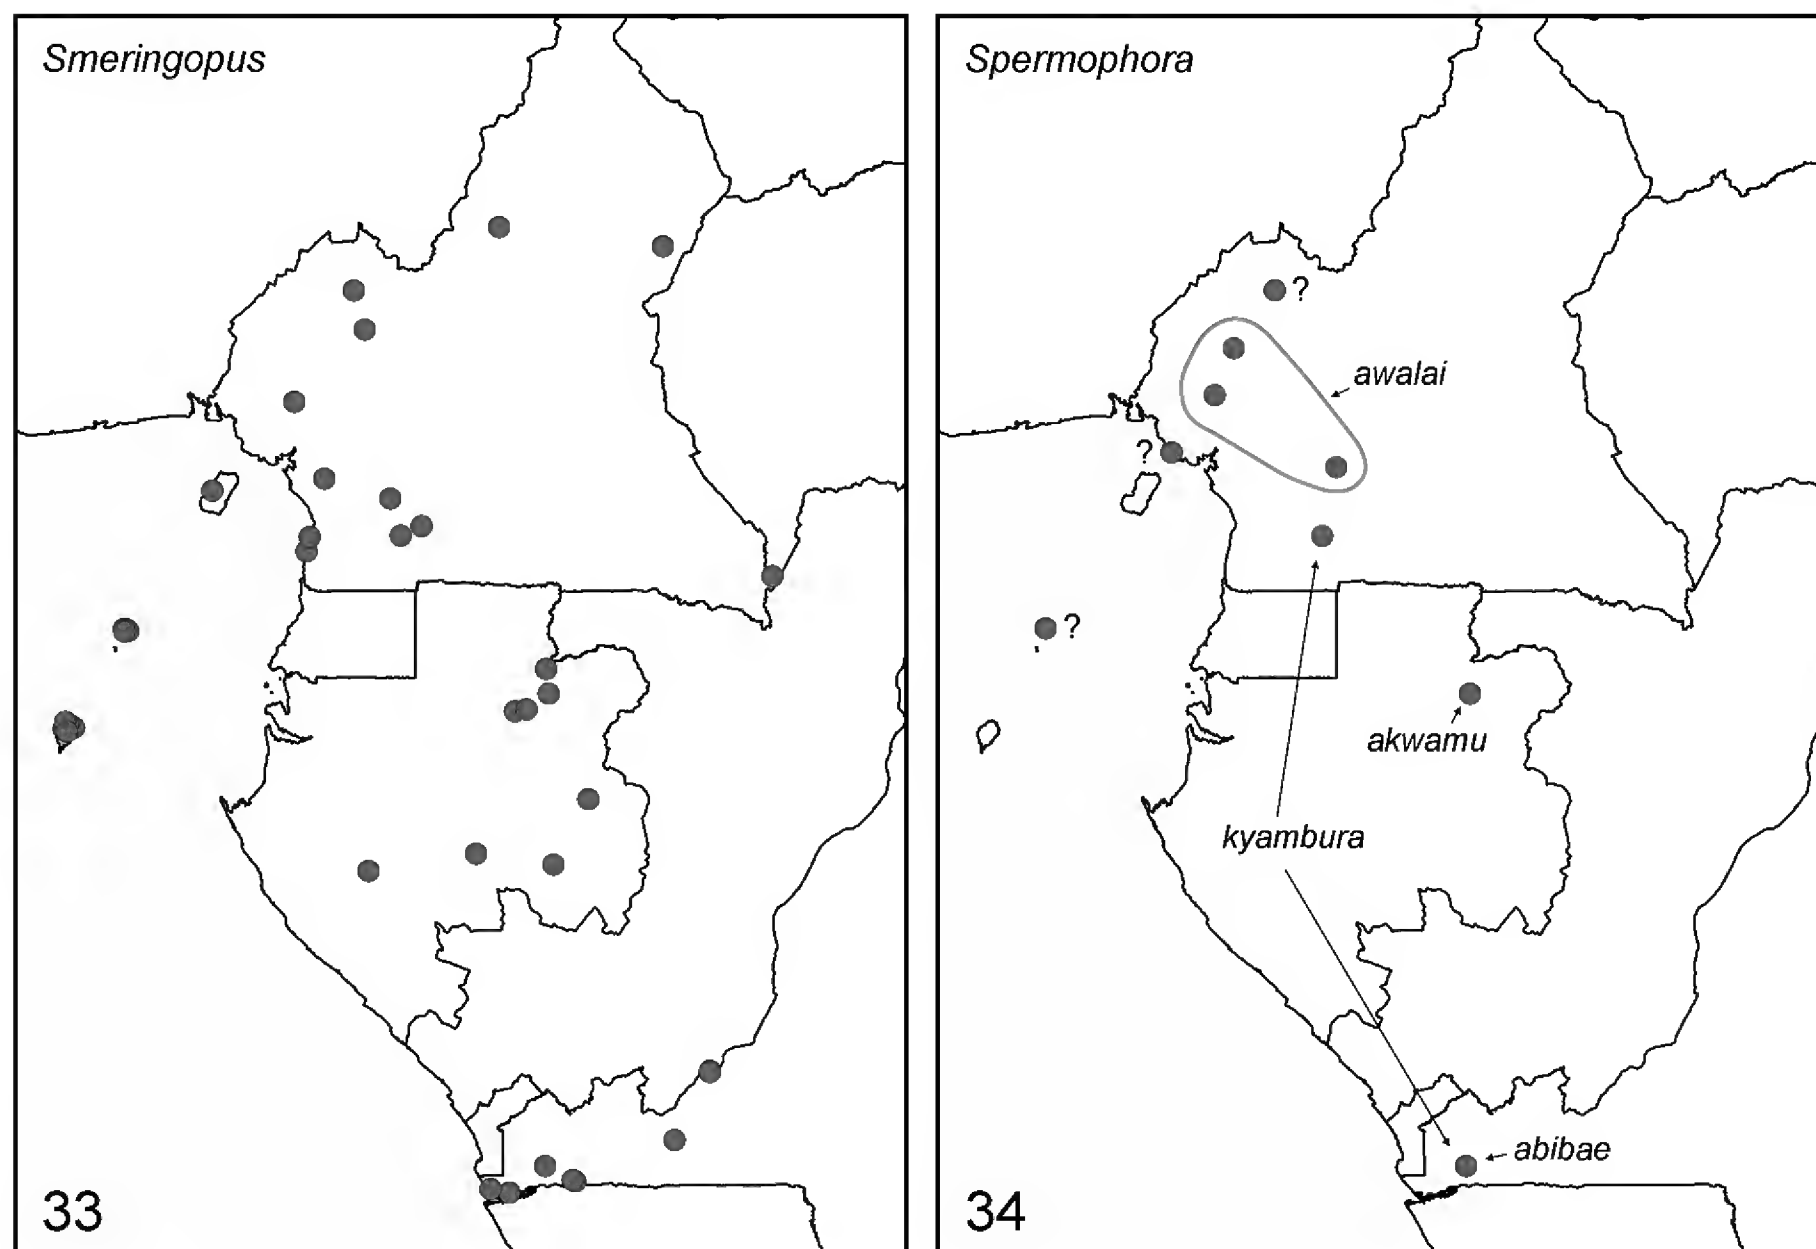 Smeringopus
33
Spermophora
?
awalai
?
?
akwamu
kyambura
abibae
34